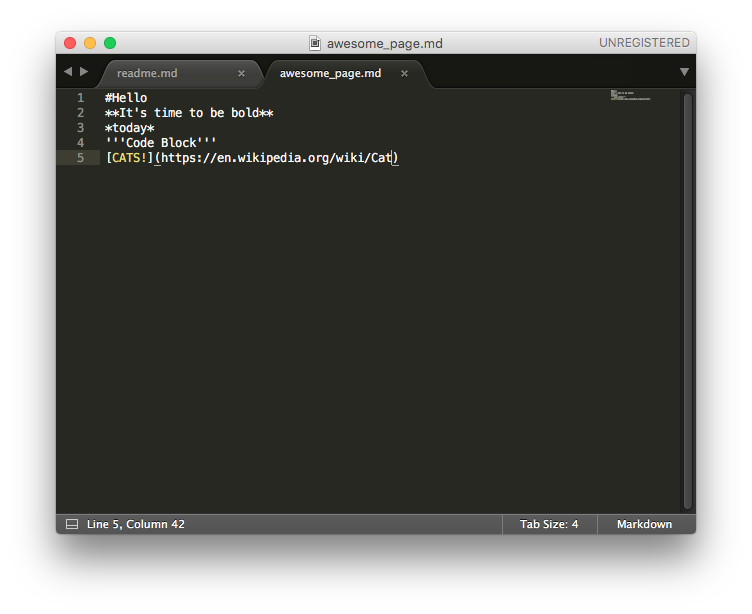 awesome_page.md
UNREGISTERED
readme.md
awesome_page.md
1 #Hello
2 **It's time to be bold**
3 *today*
4 '''Code Block'''
5 [CATS!](https://en.wikipedia.org/wiki/Cat)
Line 5, Column 42
Tab Size: 4
Markdown